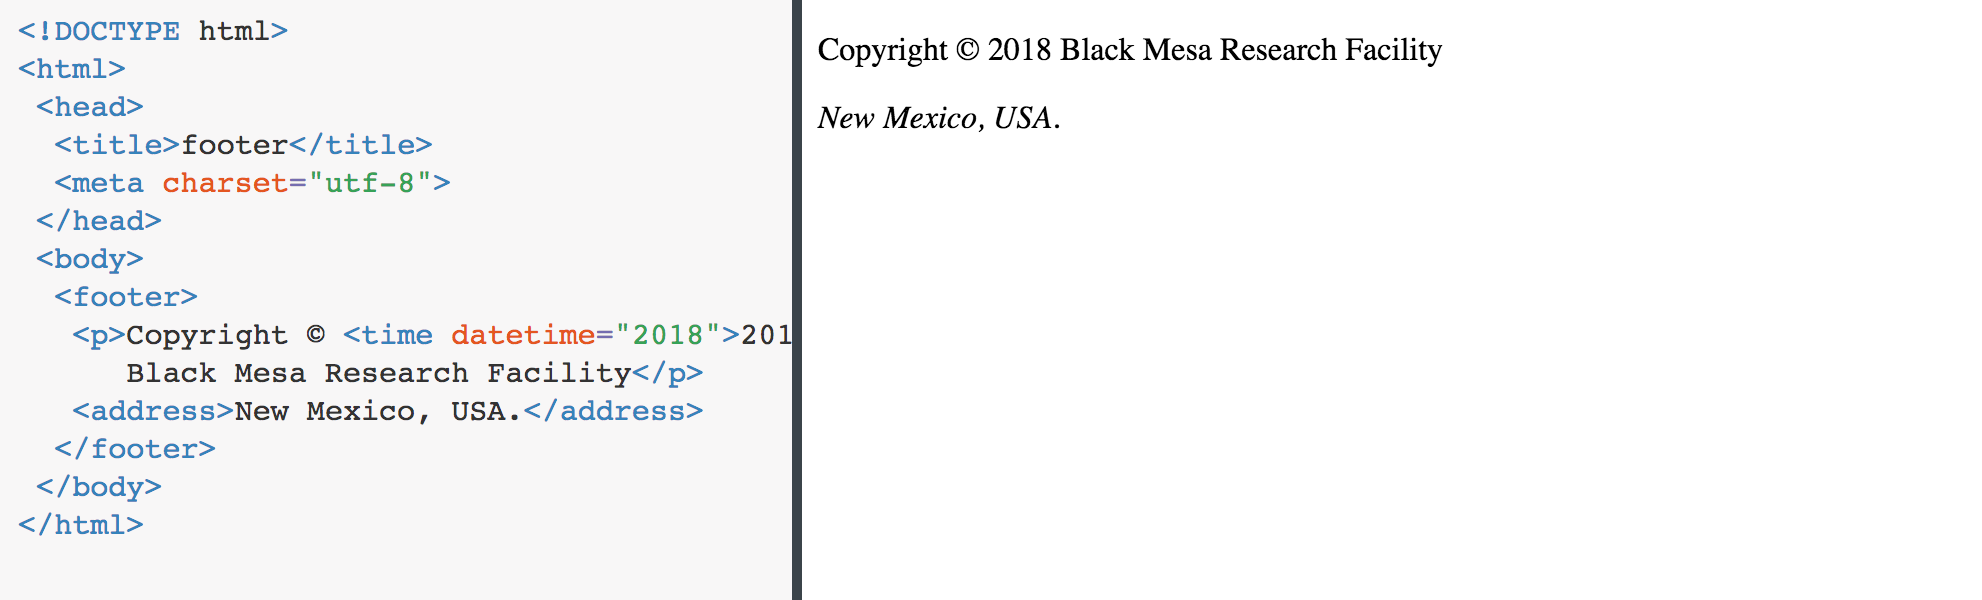 <!DOCTYPE html>
<html>
<head>
<title>footer</title>
<meta charset="utf-8">
</head>
<body>
<footer>
<p>Copyright © <time datetime="2018">201
Black Mesa Research Facility</p>
<address>New Mexico, USA.</address>
</footer>
</body>
</html>
Copyright © 2018 Black Mesa Research Facility
New Mexico, USA.